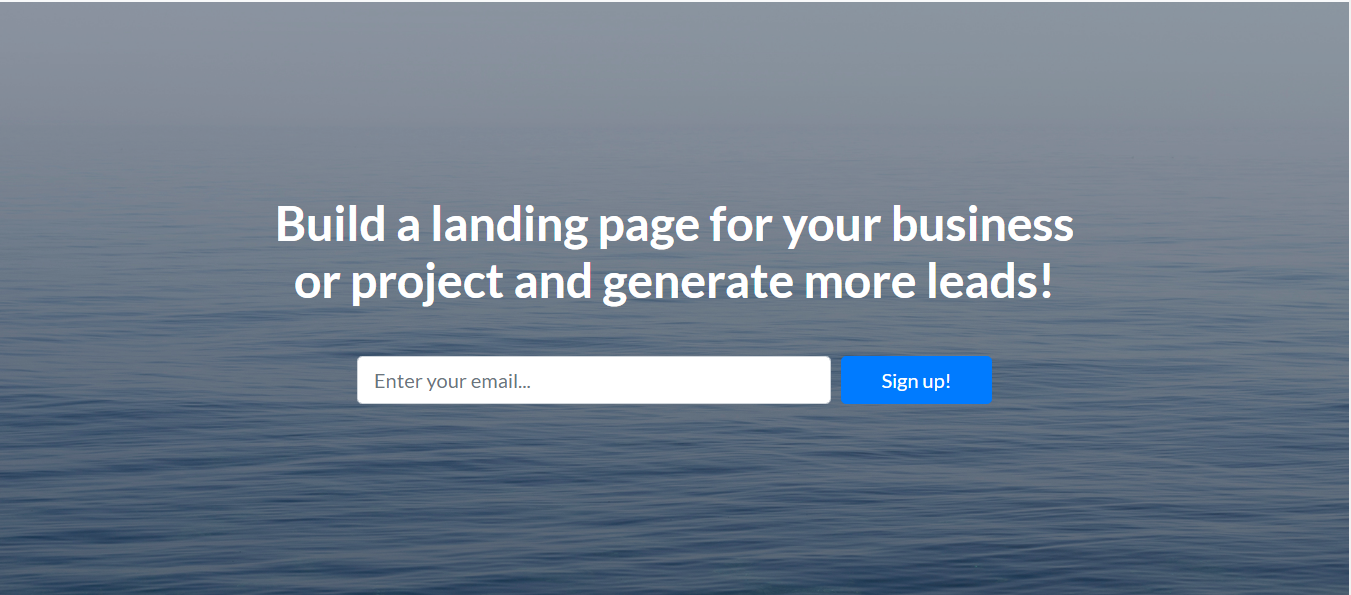 Build a landing page for your business
or project and generate more leads!
Enter your email... Sign up!